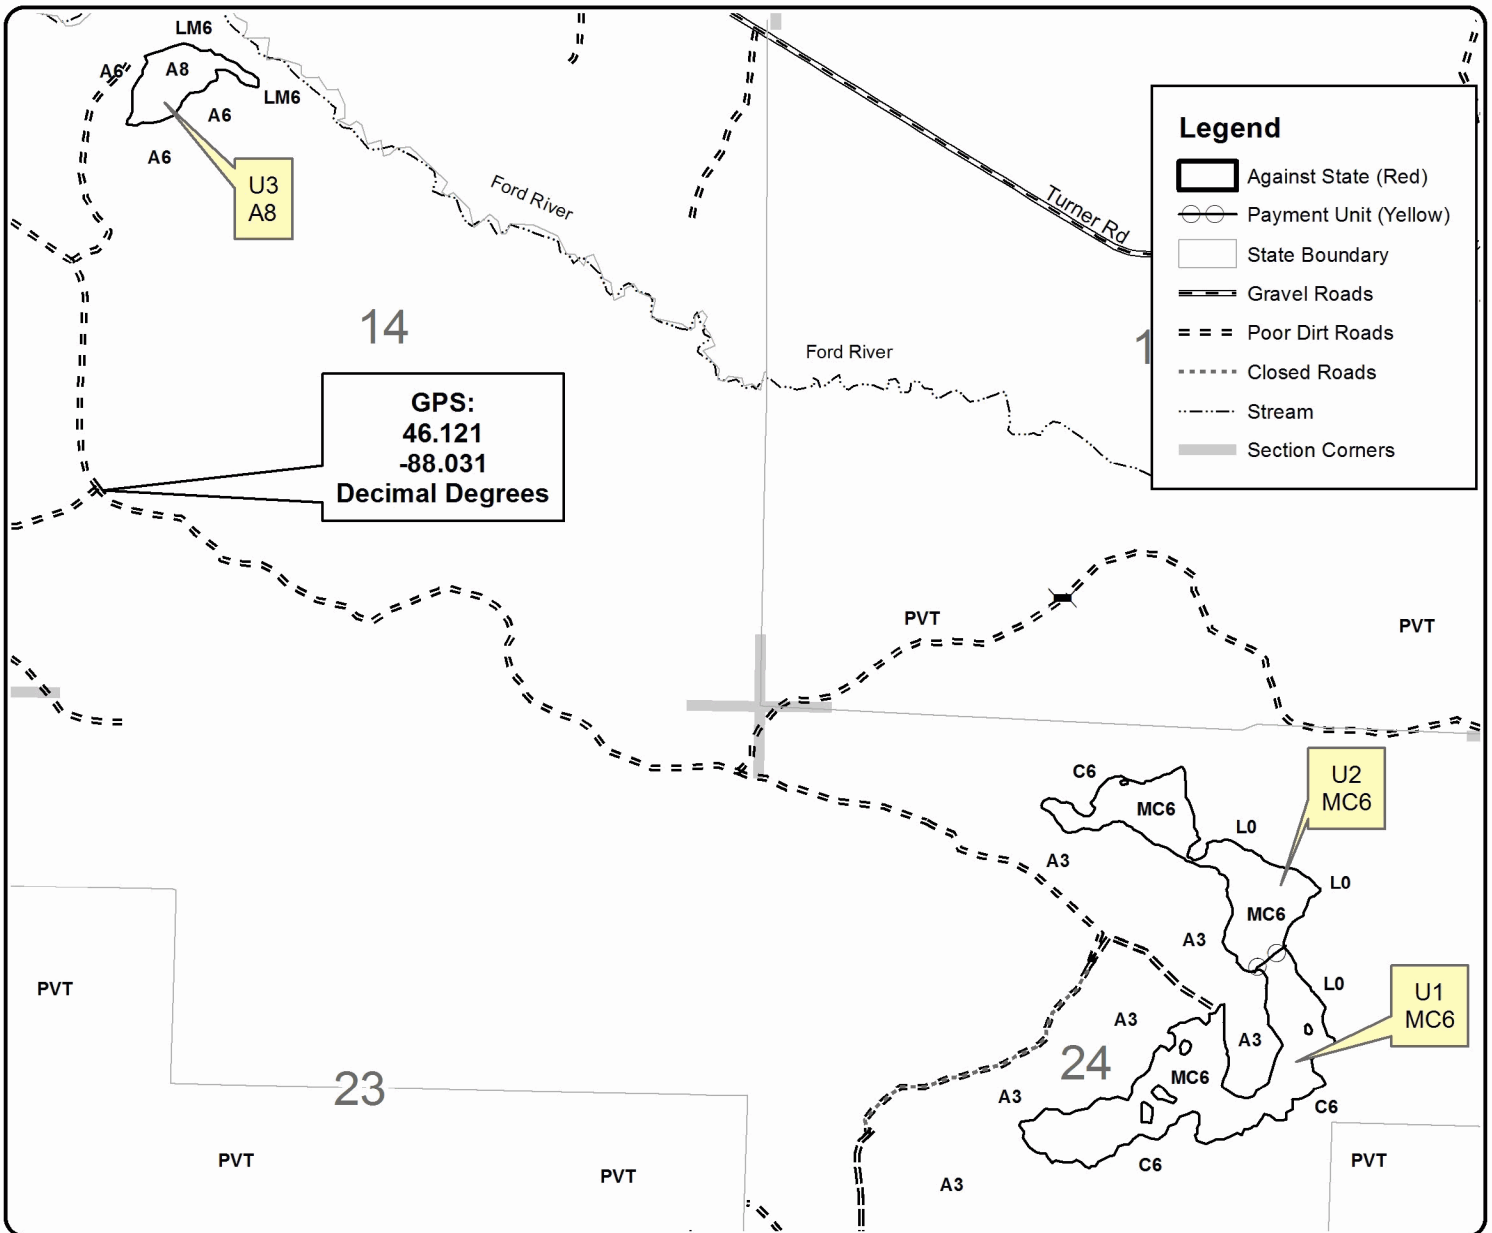 LM6
A6
A8
LM6
A6
A6
U3
A8
Ford River
Turner Rd
14
Ford River
1
Legend
Against State (Red)
Payment Unit (Yellow)
State Boundary
Gravel Roads
Poor Dirt Roads
Closed Roads
Stream
Section Corners
GPS:
46.121
-88.031
Decimal Degrees
PVT
PVT
C6
MC6
L0
U2
MC6
A3
L0
MC6
A3
L0
U1
MC6
A3
A3
24
MC6
A3
C6
C6
A3
PVT
PVT
23
PVT
PVT